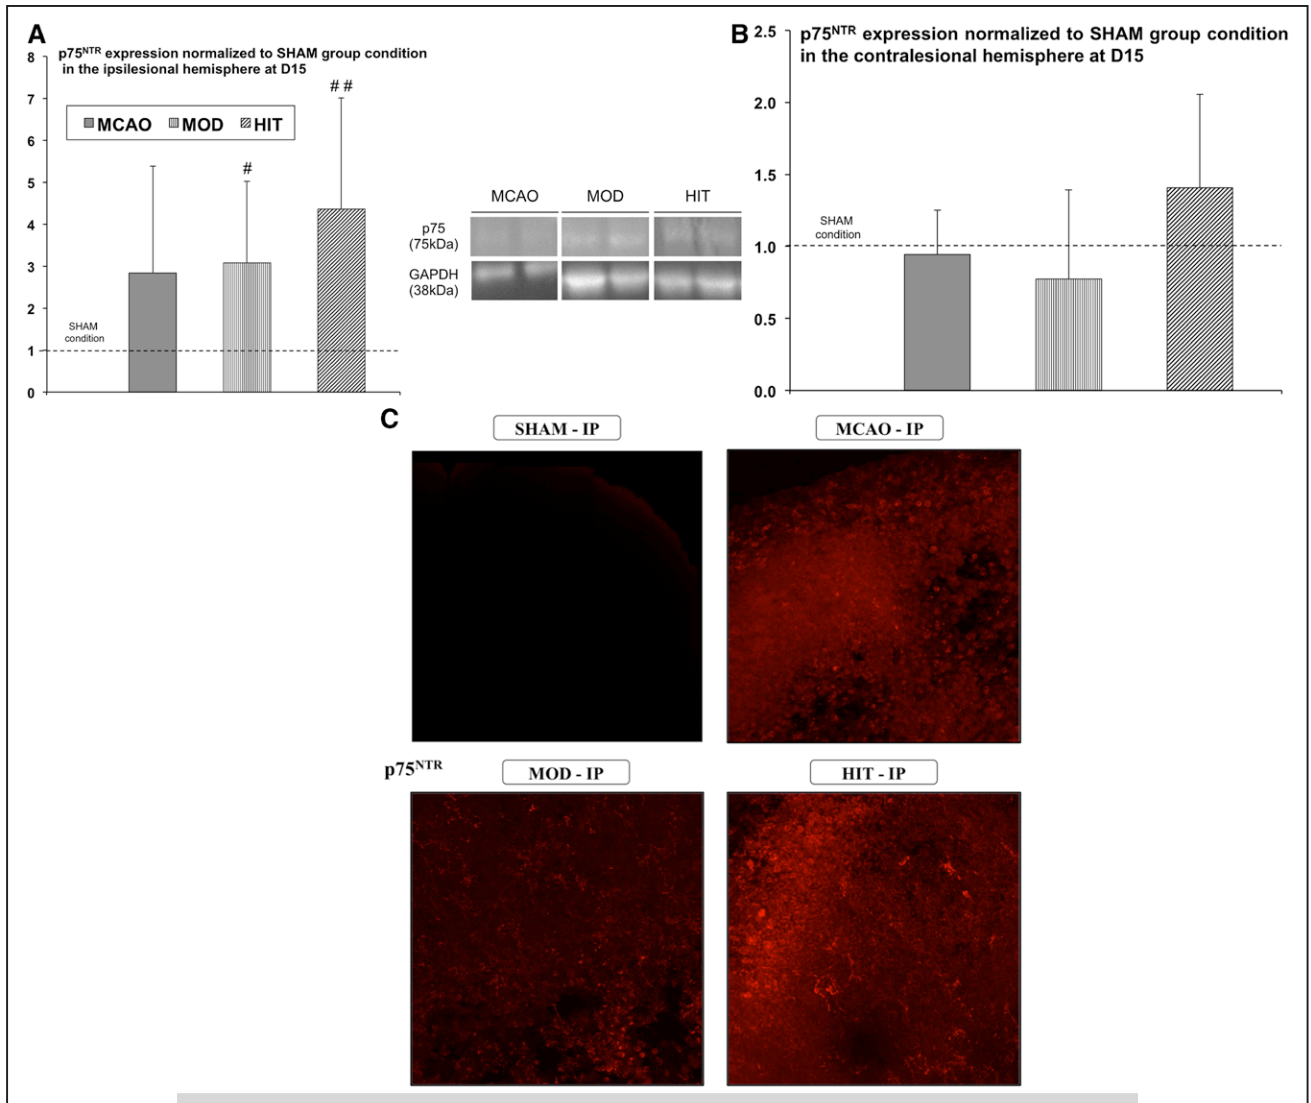 A
p75NTR expression normalized to SHAM group condition
in the ipsilesional hemisphere at D15
8
7
6
5
4
3
2
1
0
MCAO MOD HIT
#
# #
SHAM
condition
MCAO MOD HIT
p75
(75kDa)
GAPDH
(38kDa)
B
p75NTR expression normalized to SHAM group condition
in the contralesional hemisphere at D15
2.5
2.0
1.5
1.0
0.5
0.0
SHAM
condition
C
SHAM - IP
MCAO - IP
p75NTR
MOD - IP
HIT - IP